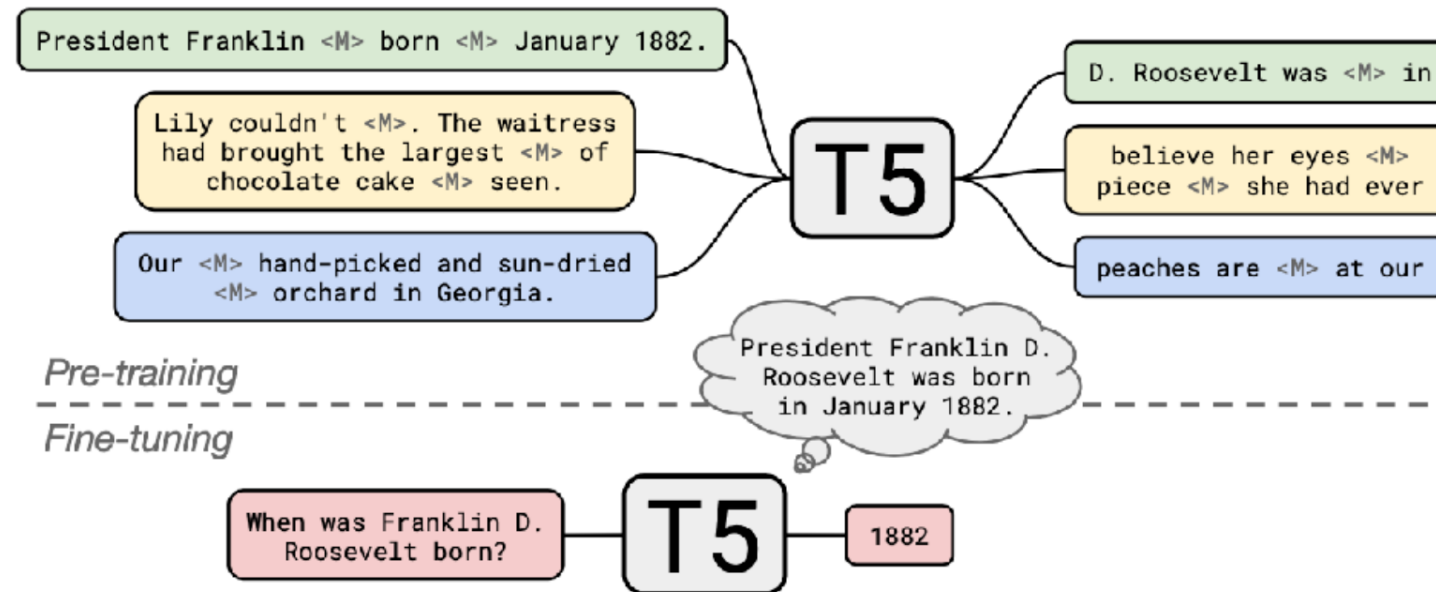 President Franklin <M> born <M> January 1882.
Lily couldn't <M>. The waitress
had brought the largest <M> of
chocolate cake <M> seen.
Our <M> hand-picked and sun-dried
<M> orchard in Georgia.
T5
D. Roosevelt was <M> in
believe her eyes <M>
piece <M> she had ever
peaches are <M> at our
Pre-training
President Franklin D.
Roosevelt was born
in January 1882.
Fine-tuning
When was Franklin D.
Roosevelt born?
T5
1882